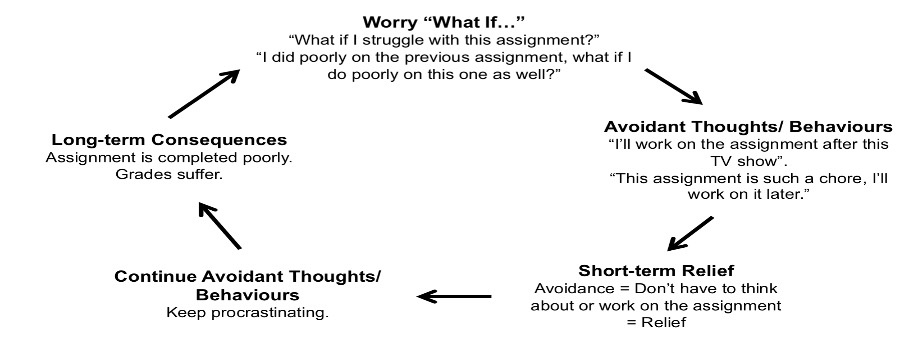 Worry “What If…”
“What if I struggle with this assignment?”
“I did poorly on the previous assignment, what if I
do poorly on this one as well?”
Avoidant Thoughts/ Behaviours
“I’ll work on the assignment after this
TV show”.
“This assignment is such a chore, I’ll
work on it later.”
Short-term Relief
Avoidance = Don’t have to think
about or work on the assignment
= Relief
Continue Avoidant Thoughts/
Behaviours
Keep procrastinating.
Long-term Consequences
Assignment is completed poorly.
Grades suffer.